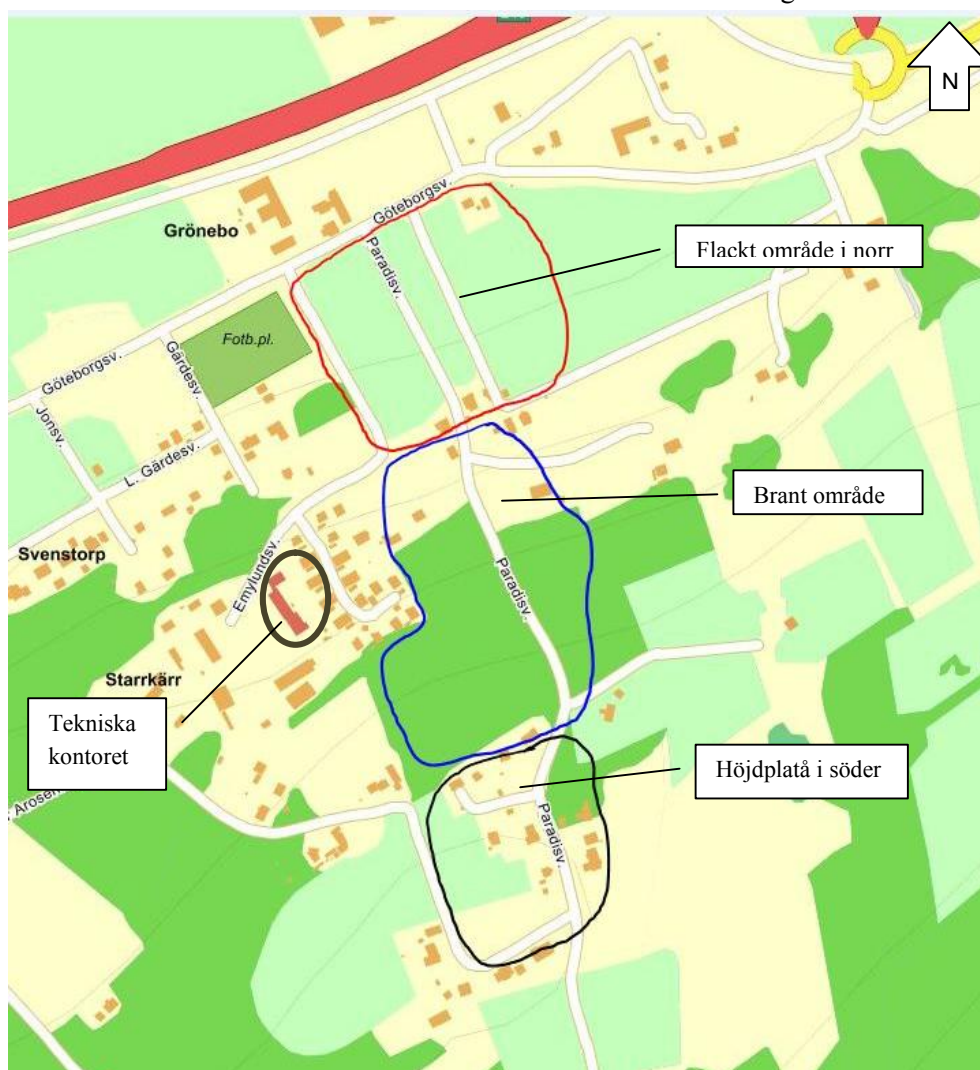 N
Göteborgsv.
Grönebo
Paradisv.
Flackt område i norr
Fotb.pl.
Göteborgsv.
Gärdesv.
Jonsv.
L. Gärdesv.
Brant område
Svenstorp
Emylundsv.
Paradisv.
Starrkärr
Tekniska
kontoret
Höjdplatå i söder
Paradisv.